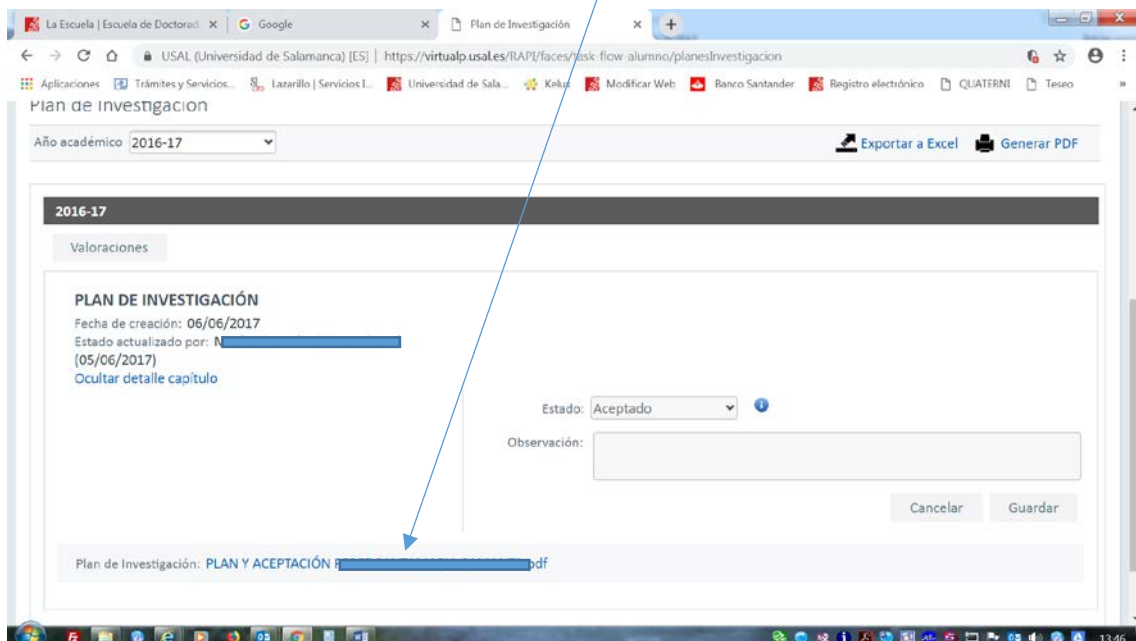 La Escuela | Escuela de Doctorad
Google
Plan de Investigación
USAL (Universidad de Salamanca) [ES] | https://virtualp.usal.es/RAPI/faces/task-flow-alumno/planesInvestigacion
Aplicaciones
Trámites y Servicios...
Lazarillo | Servicios I...
Universidad de Sala...
Kelux
Modificar Web
Banco Santander
Registro electrónico
QUATERNI
Teseo
»
Plan de Investigación
Año académico 2016-17
Exportar a Excel
Generar PDF
2016-17
Valoraciones
PLAN DE INVESTIGACIÓN
Fecha de creación: 06/06/2017
Estado actualizado por:
(05/06/2017)
Ocultar detalle capítulo
Estado: Aceptado
Observación:
Cancelar
Guardar
Plan de Investigación: PLAN Y ACEPTACIÓN pdf
13:46